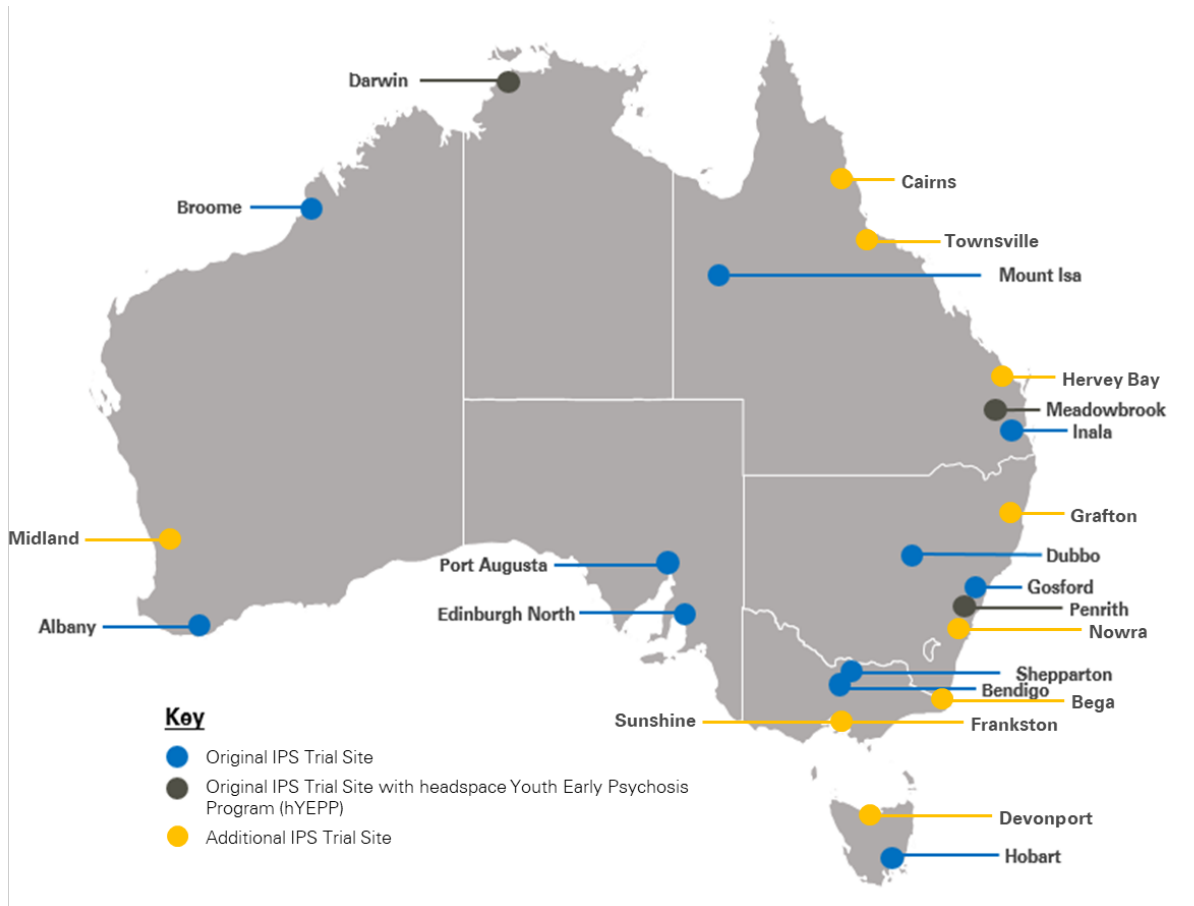 Darwin
Cairns
Broome
Townsville
Mount Isa
Hervey Bay
Meadowbrook
Inala
Grafton
Midland
Dubbo
Port Augusta
Gosford
Penrith
Edinburgh North
Albany
Nowra
Shepparton
Bendigo
Bega
Sunshine
Frankston
Key
Original IPS Trial Site
Original IPS Trial Site with headspace Youth Early Psychosis
Program (hYEPP)
Additional IPS Trial Site
Devonport
Hobart